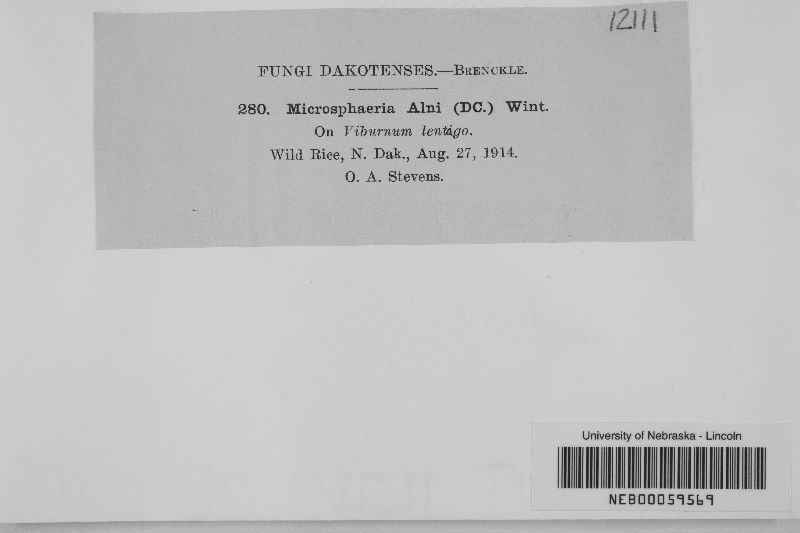 12111
FUNGI DAKOTENSES.—BRENCKLE.
280. Microsphaeria Alni (DC.) Wint.
On Viburnum lentago.
Wild Rice, N. Dak., Aug. 27, 1914.
O. A. Stevens.
University of Nebraska - Lincoln
NEB00059569